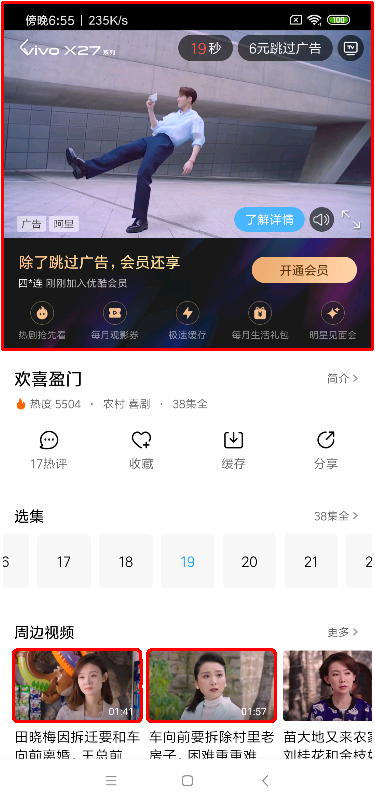 傍晚6:55 | 235K/s
100
vivo X27系列
19 秒
6元跳过广告
TV
广告
阿里
了解详情
除了跳过广告，会员还享
四*连 刚刚加入优酷会员
开通会员
热剧抢先看
每月观影券
极速缓存
每月生活礼包
明星见面会
欢喜盈门
简介 >
热度 5504 · 农村 喜剧 · 38集全
17热评
收藏
缓存
分享
选集
38集全 >
6
17
18
19
20
21
2
周边视频
更多 >
01:41
01:57
田晓梅因拆迁要和车
向前离婚，王总前
车向前要拆除村里老
房子，困难重重难
苗大地又来农家
刘桂花和金枝好